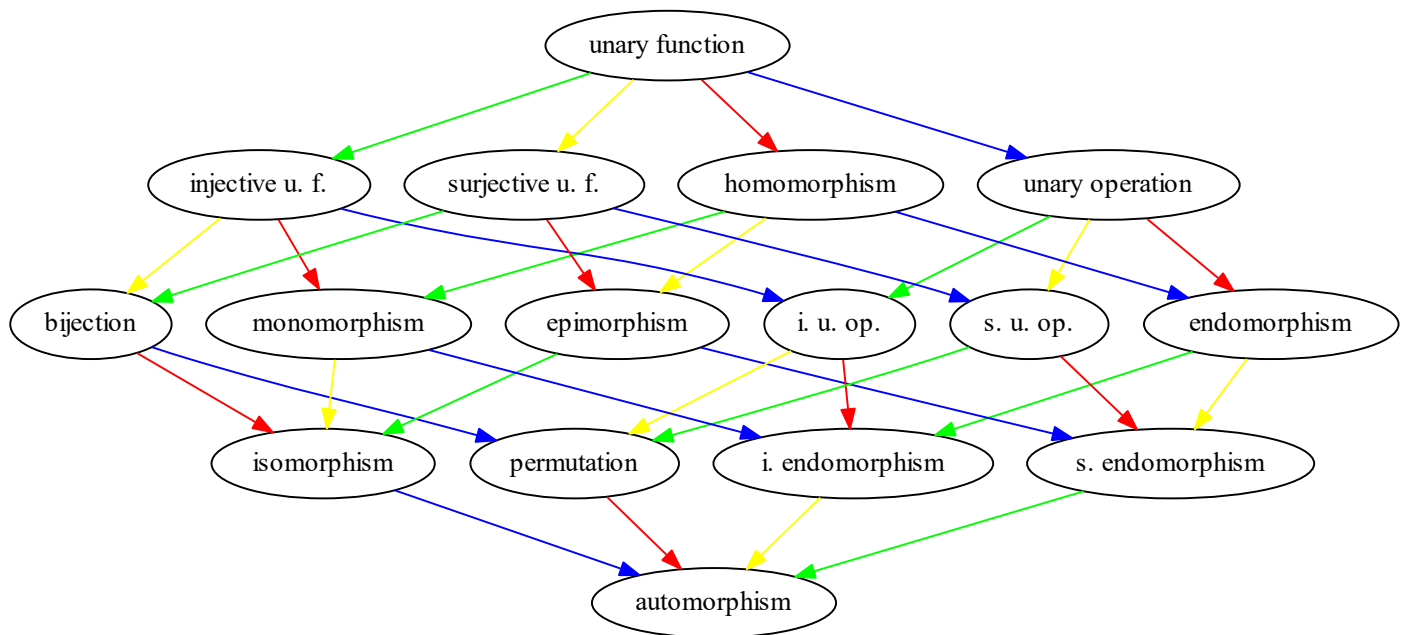 unary function
injective u. f.
surjective u. f.
homomorphism
unary operation
bijection
monomorphism
epimorphism
i. u. op.
s. u. op.
endomorphism
isomorphism
permutation
i. endomorphism
s. endomorphism
automorphism